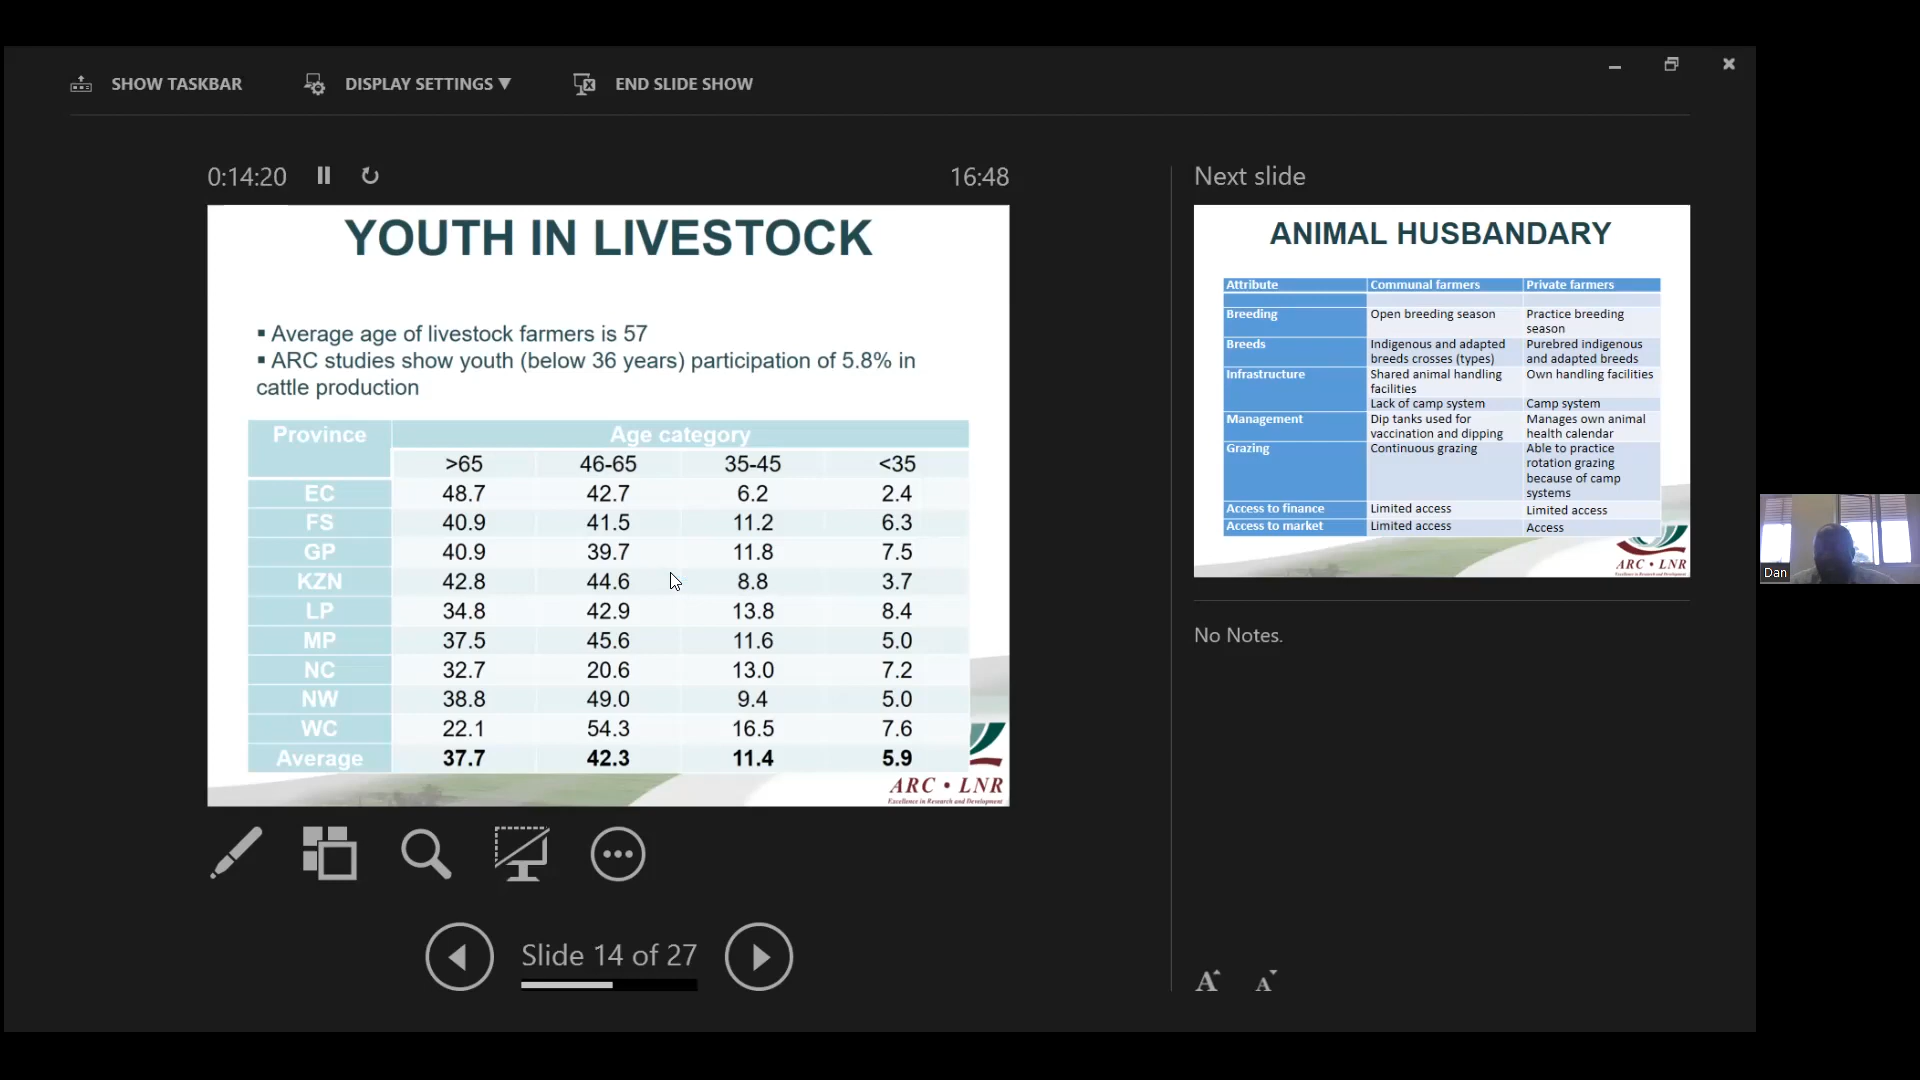 SHOW TASKBAR
DISPLAY SETTINGS ▼
END SLIDE SHOW
0:14:20
16:48
YOUTH IN LIVESTOCK
▪ Average age of livestock farmers is 57
▪ ARC studies show youth (below 36 years) participation of 5.8% in
cattle production
Province Age category
>65 46-65 35-45 <35
EC 48.7 42.7 6.2 2.4
FS 40.9 41.5 11.2 6.3
GP 40.9 39.7 11.8 7.5
KZN 42.8 44.6 8.8 3.7
LP 34.8 42.9 13.8 8.4
MP 37.5 45.6 11.6 5.0
NC 32.7 20.6 13.0 7.2
NW 38.8 49.0 9.4 5.0
WC 22.1 54.3 16.5 7.6
Average 37.7 42.3 11.4 5.9
ARC • LNR
Excellence in Research and Development
Slide 14 of 27
Next slide
ANIMAL HUSBANDARY
Attribute Communal farmers Private farmers
Breeding Open breeding season Practice breeding
season
Breeds Indigenous and adapted Purebred indigenous
breeds crosses (types) and adapted breeds
Infrastructure Shared animal handling Own handling facilities
facilities
Lack of camp system Camp system
Management Dip tanks used for Manages own animal
vaccination and dipping health calendar
Grazing Continuous grazing Able to practice
rotation grazing
because of camp
systems
Access to finance Limited access Limited access
Access to market Limited access Access
ARC • LNR
Excellence in Research and Development
No Notes.
A A
Dan